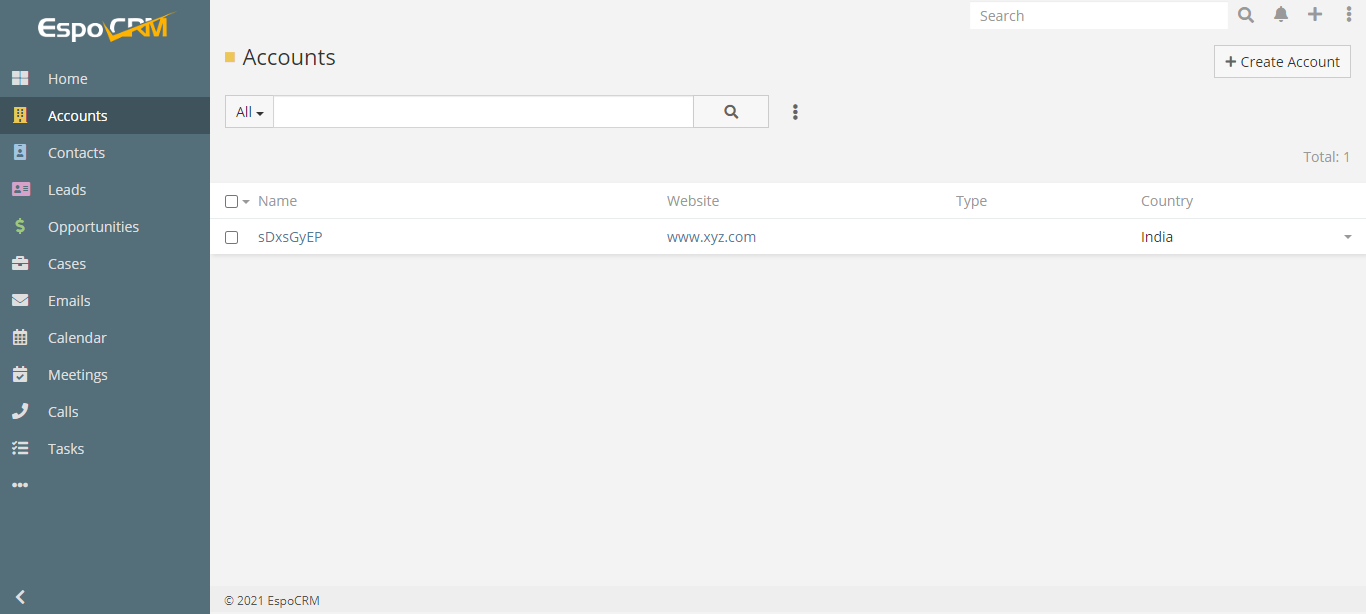 EspoCRM
Search
Home
Accounts
Contacts
Leads
Opportunities
Cases
Emails
Calendar
Meetings
Calls
Tasks
Accounts
+ Create Account
All
Total: 1
Name Website Type Country
sDxsGyEP www.xyz.com India
© 2021 EspoCRM